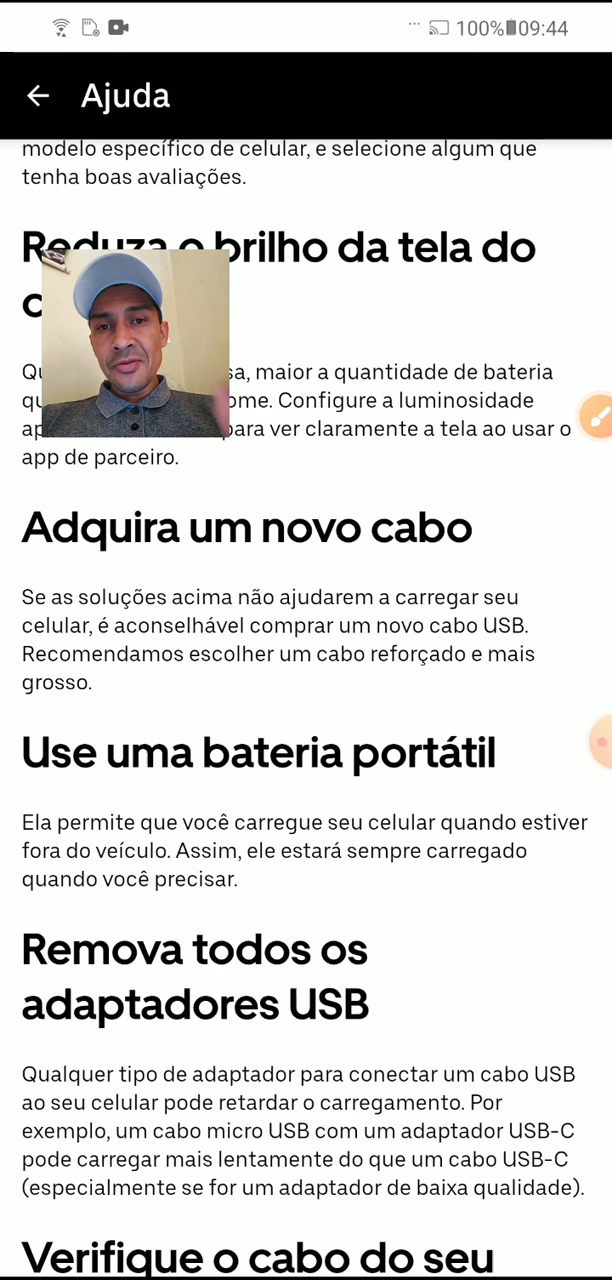 100% 09:44
Ajuda
modelo específico de celular, e selecione algum que
tenha boas avaliações.
Reduza o brilho da tela do
maior a quantidade de bateria
Configure a luminosidade
para ver claramente a tela ao usar o
app de parceiro.
Adquira um novo cabo
Se as soluções acima não ajudarem a carregar seu
celular, é aconselhável comprar um novo cabo USB.
Recomendamos escolher um cabo reforçado e mais
grosso.
Use uma bateria portátil
Ela permite que você carregue seu celular quando estiver
fora do veículo. Assim, ele estará sempre carregado
quando você precisar.
Remova todos os
adaptadores USB
Qualquer tipo de adaptador para conectar um cabo USB
ao seu celular pode retardar o carregamento. Por
exemplo, um cabo micro USB com um adaptador USB-C
pode carregar mais lentamente do que um cabo USB-C
(especialmente se for um adaptador de baixa qualidade).
Verifique o cabo do seu